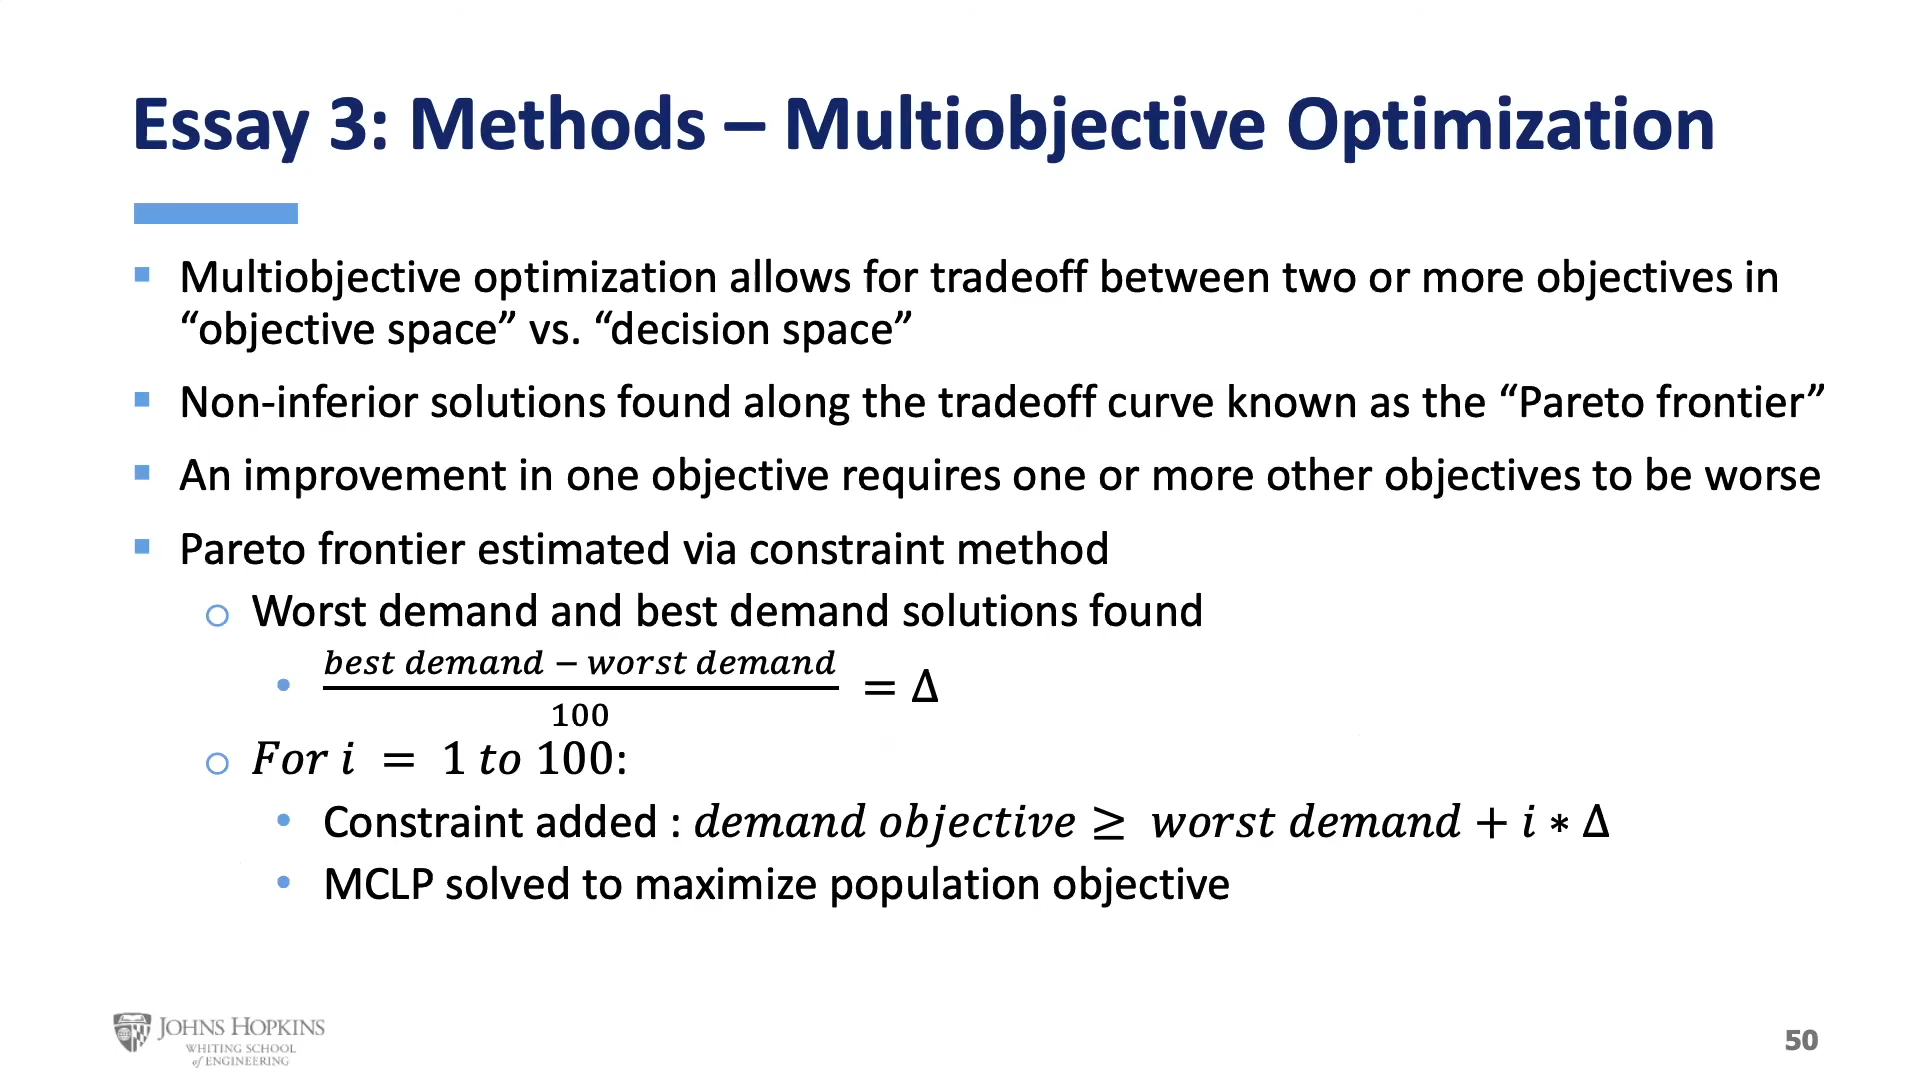 Essay 3: Methods – Multiobjective Optimization
Multiobjective optimization allows for tradeoff between two or more objectives in
“objective space” vs. “decision space”
Non-inferior solutions found along the tradeoff curve known as the “Pareto frontier”
An improvement in one objective requires one or more other objectives to be worse
Pareto frontier estimated via constraint method
Worst demand and best demand solutions found
best demand − worst demand
100
= Δ
For i = 1 to 100:
Constraint added : demand objective ≥ worst demand + i ∗ Δ
MCLP solved to maximize population objective
JOHNS HOPKINS
WHITING SCHOOL
of ENGINEERING
50